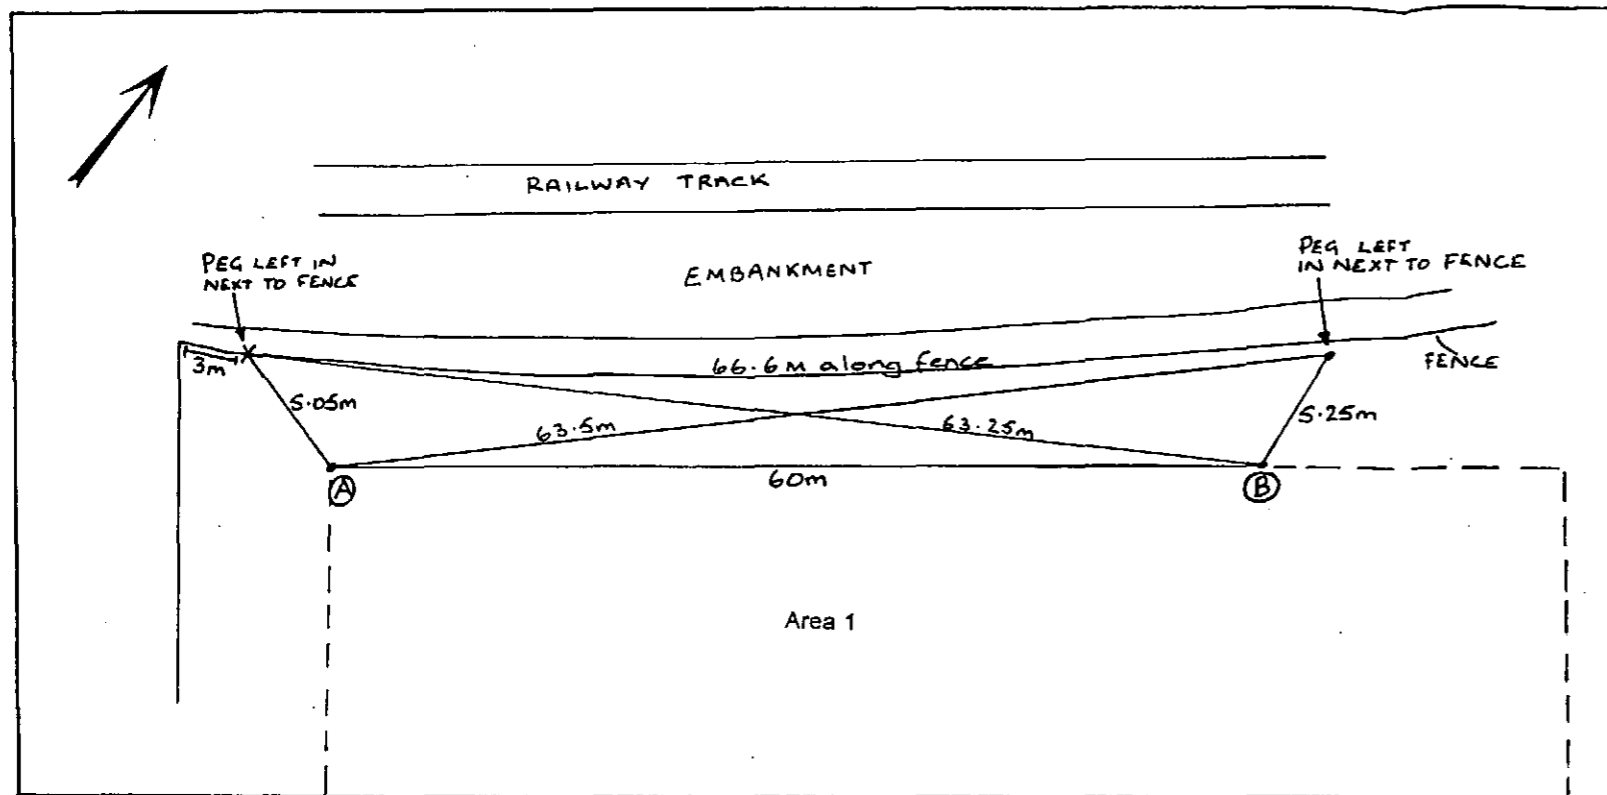 RAILWAY TRACK
PEG LEFT IN
NEXT TO FENCE
EMBANKMENT
PEG LEFT
IN NEXT TO FENCE
3m
66.6M along fence
FENCE
5.05m
63.5m
63.25m
5.25m
A
60m
B
Area 1